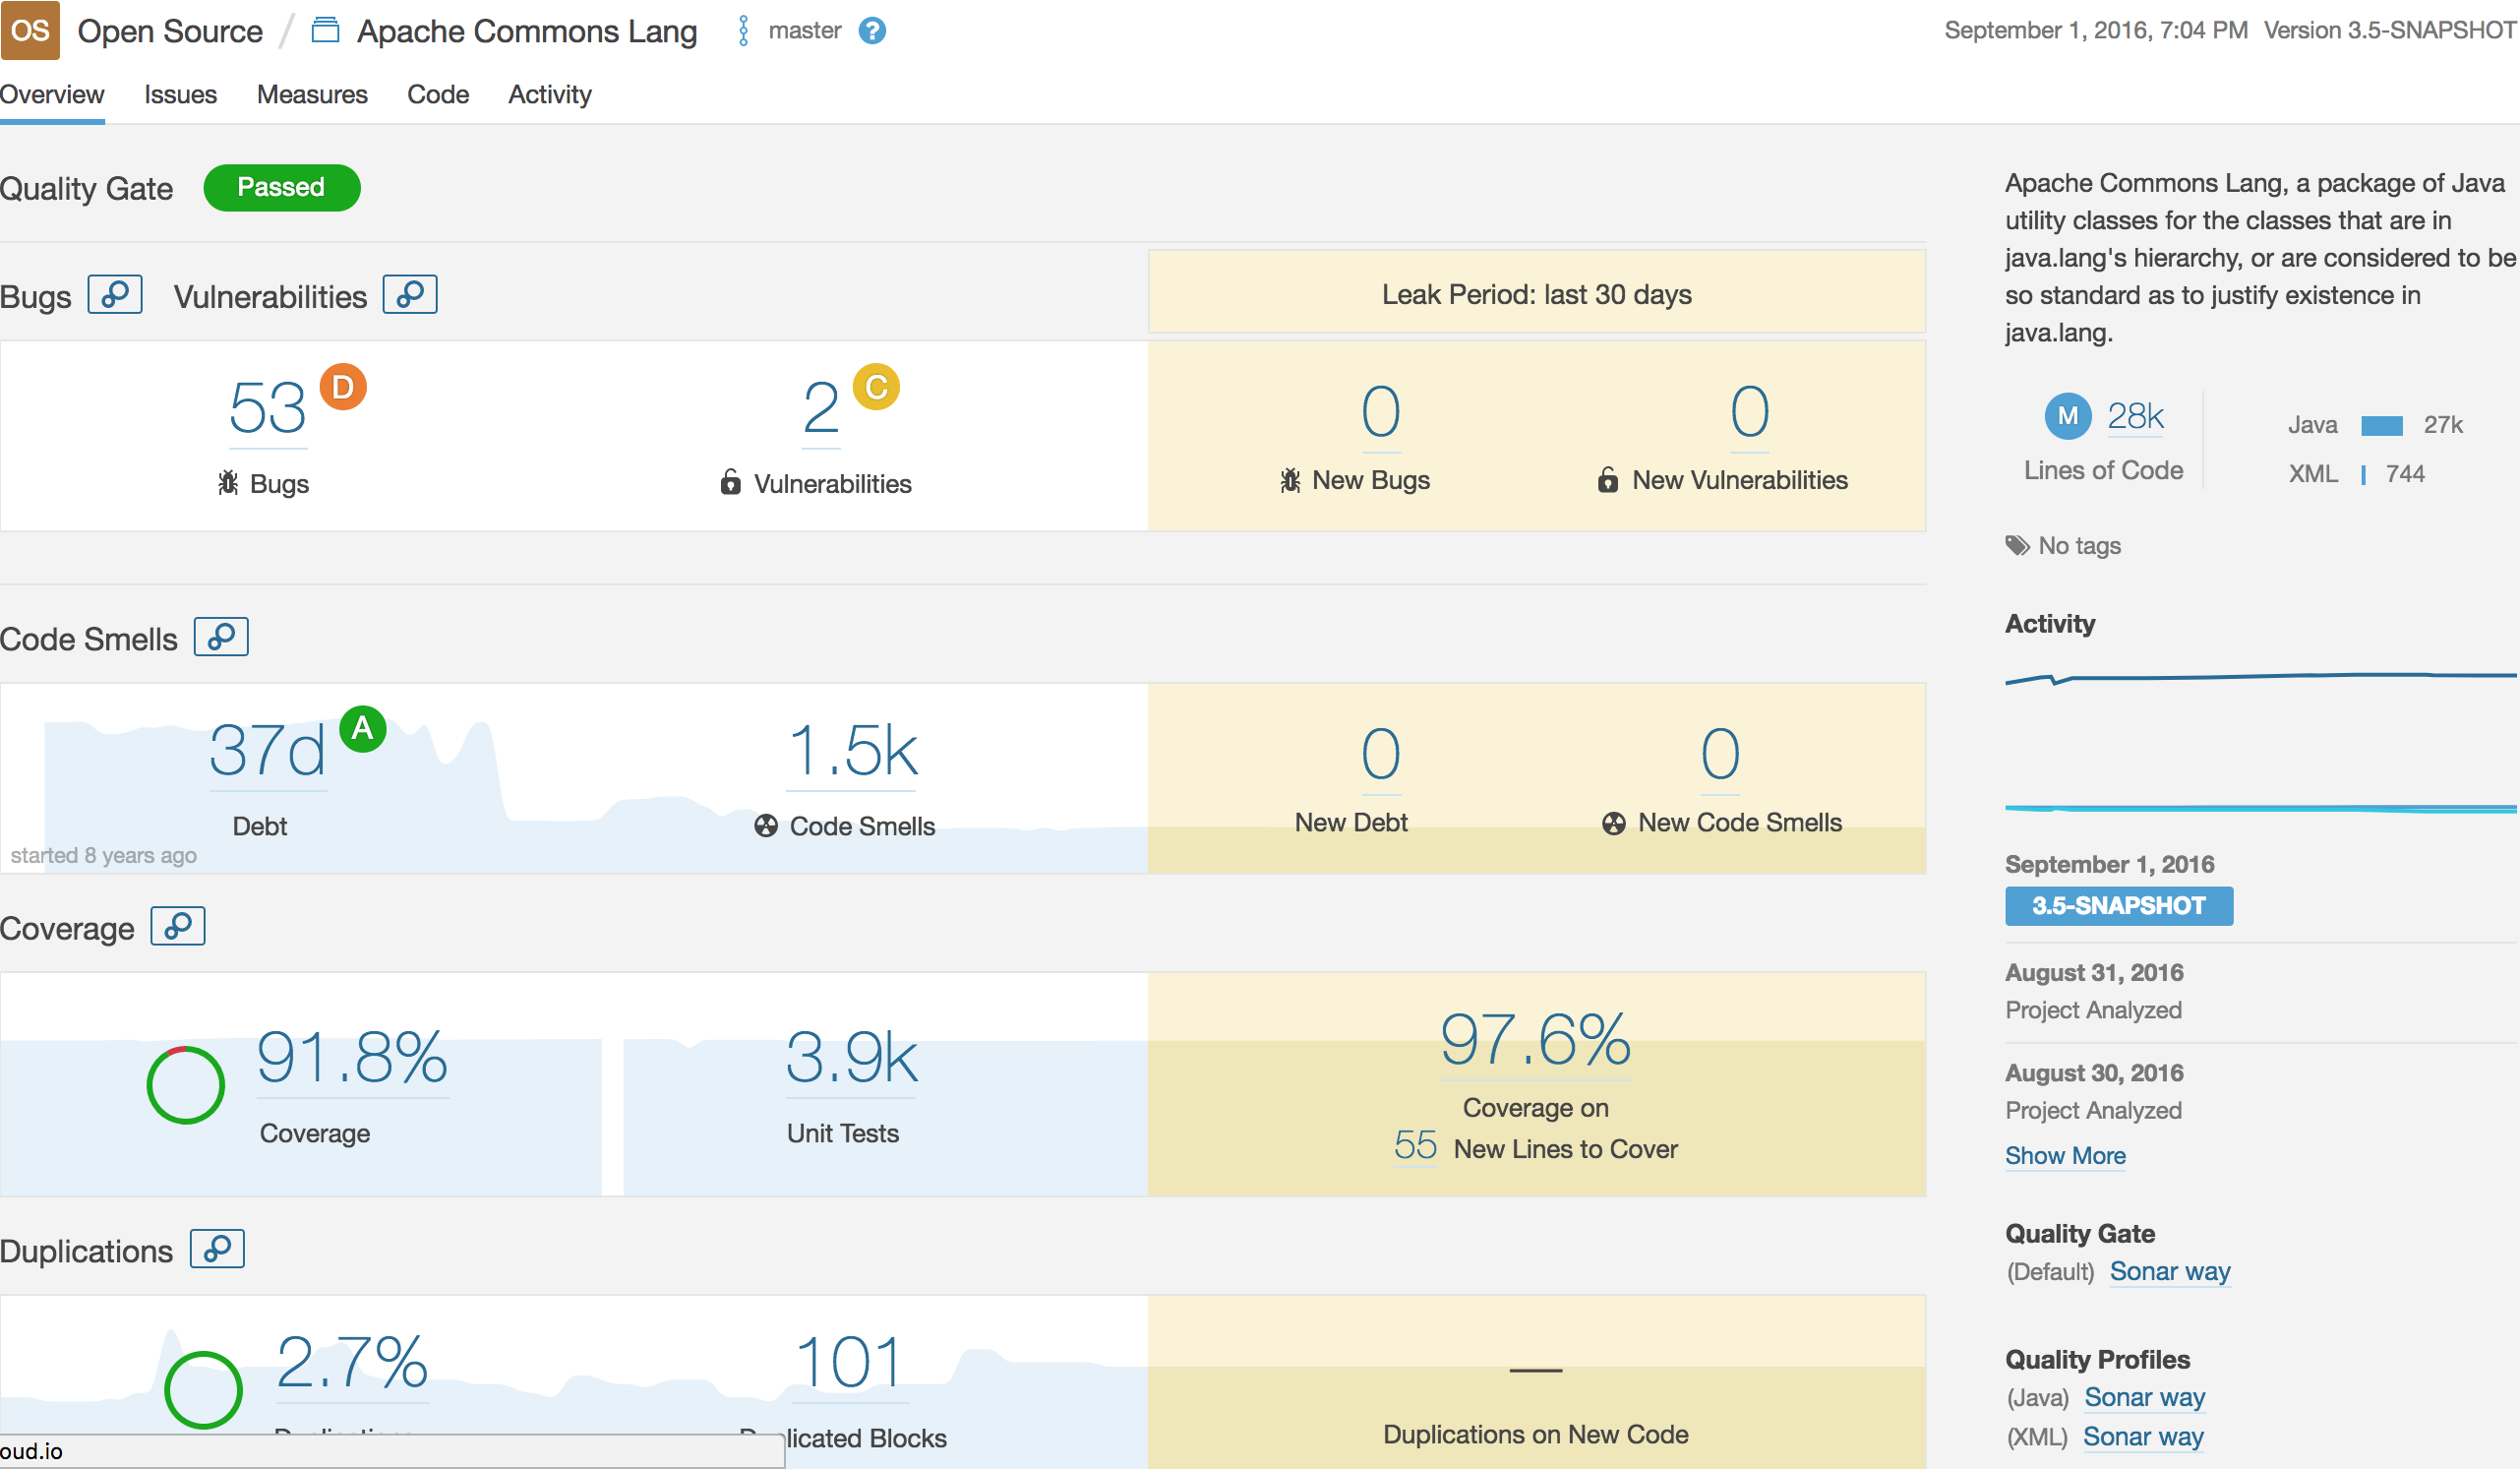 OS Open Source / Apache Commons Lang master ?
September 1, 2016, 7:04 PM Version 3.5-SNAPSHOT
Overview Issues Measures Code Activity
Quality Gate Passed
Bugs Vulnerabilities
Leak Period: last 30 days
53 D
Bugs
2 C
Vulnerabilities
0
New Bugs
0
New Vulnerabilities
Code Smells
37d A
Debt
started 8 years ago
1.5k
Code Smells
0
New Debt
0
New Code Smells
Coverage
91.8%
Coverage
3.9k
Unit Tests
97.6%
Coverage on
55 New Lines to Cover
Duplications
2.7%
101
licated Blocks
—
Duplications on New Code
oud.io
Apache Commons Lang, a package of Java
utility classes for the classes that are in
java.lang's hierarchy, or are considered to be
so standard as to justify existence in
java.lang.
M 28k
Lines of Code
Java 27k
XML 744
No tags
Activity
September 1, 2016
3.5-SNAPSHOT
August 31, 2016
Project Analyzed
August 30, 2016
Project Analyzed
Show More
Quality Gate
(Default) Sonar way
Quality Profiles
(Java) Sonar way
(XML) Sonar way